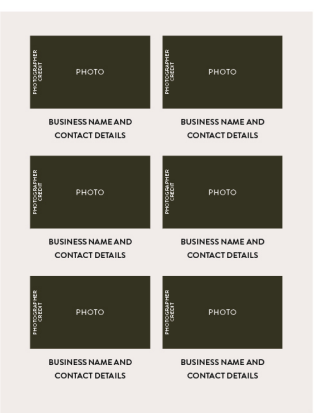 PHOTOGRAPHER
CREDIT
PHOTO
BUSINESS NAME AND
CONTACT DETAILS
PHOTOGRAPHER
CREDIT
PHOTO
BUSINESS NAME AND
CONTACT DETAILS
PHOTOGRAPHER
CREDIT
PHOTO
BUSINESS NAME AND
CONTACT DETAILS
PHOTOGRAPHER
CREDIT
PHOTO
BUSINESS NAME AND
CONTACT DETAILS
PHOTOGRAPHER
CREDIT
PHOTO
BUSINESS NAME AND
CONTACT DETAILS
PHOTOGRAPHER
CREDIT
PHOTO
BUSINESS NAME AND
CONTACT DETAILS